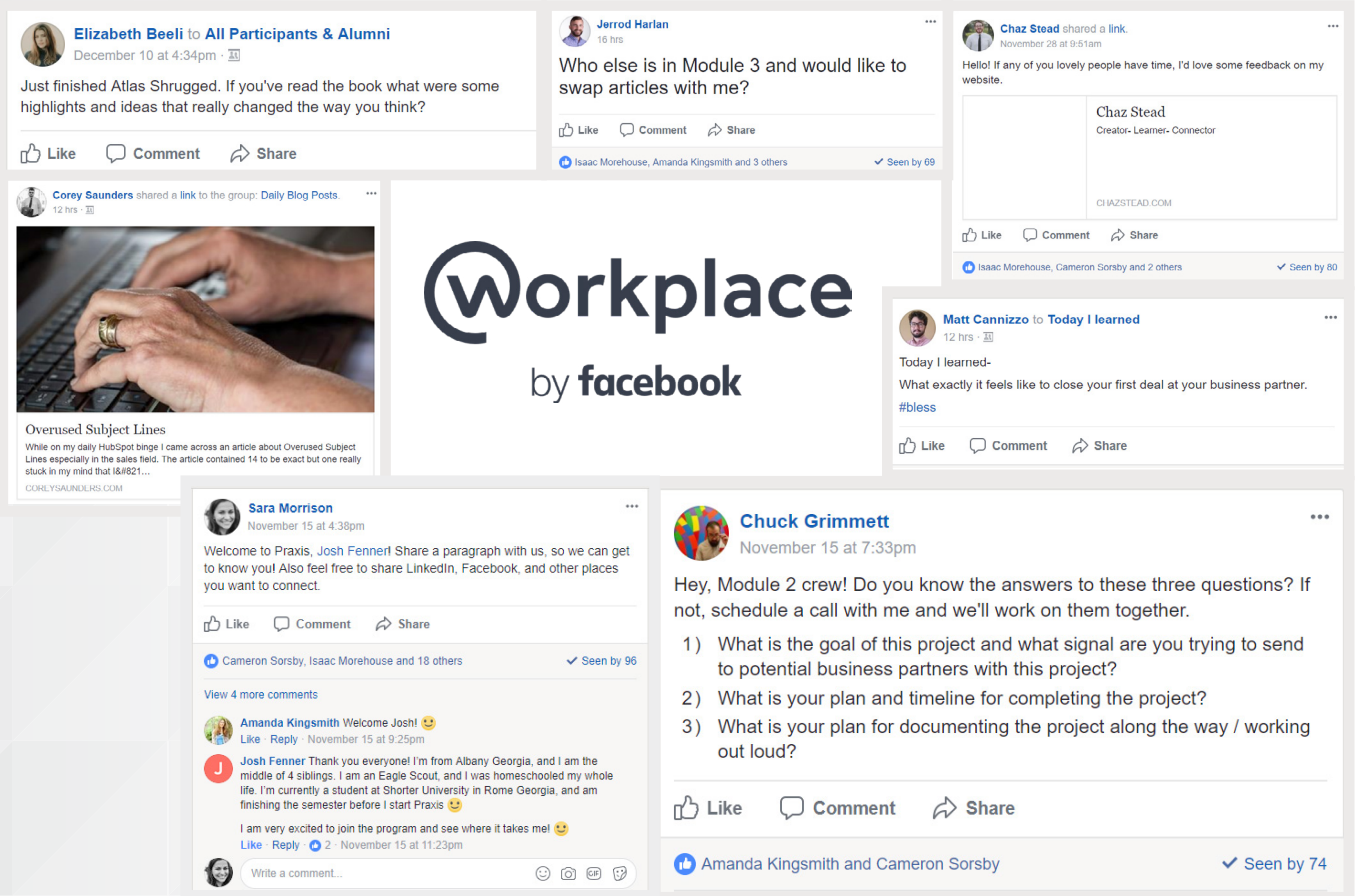 Elizabeth Beeli to All Participants & Alumni
December 10 at 4:34pm ·
Just finished Atlas Shrugged. If you've read the book what were some
highlights and ideas that really changed the way you think?
Like Comment Share
Jerrod Harlan
16 hrs
Who else is in Module 3 and would like to
swap articles with me?
Like Comment Share
Isaac Morehouse, Amanda Kingsmith and 3 others Seen by 69
Chaz Stead shared a link.
November 28 at 9:51am
Hello! If any of you lovely people have time, I'd love some feedback on my
website.
Chaz Stead
Creator- Learner- Connector
CHAZSTEAD.COM
Like Comment Share
Isaac Morehouse, Cameron Sorsby and 2 others Seen by 80
Corey Saunders shared a link to the group: Daily Blog Posts.
12 hrs ·
Overused Subject Lines
While on my daily HubSpot binge I came across an article about Overused Subject
Lines especially in the sales field. The article contained 14 to be exact but one really
stuck in my mind that I&#821...
CORLYSAUNDERS.COM
Workplace
by facebook
Matt Cannizzo to Today I learned
12 hrs ·
Today I learned-
What exactly it feels like to close your first deal at your business partner.
#bless
Like Comment Share
Sara Morrison
November 15 at 4:38pm
Welcome to Praxis, Josh Fenner! Share a paragraph with us, so we can get
to know you! Also feel free to share LinkedIn, Facebook, and other places
you want to connect.
Like Comment Share
Cameron Sorsby, Isaac Morehouse and 18 others Seen by 96
View 4 more comments
Amanda Kingsmith Welcome Josh! 🙂
Like · Reply · November 15 at 9:25pm
J
Josh Fenner Thank you everyone! I'm from Albany Georgia, and I am the
middle of 4 siblings. I am an Eagle Scout, and I was homeschooled my whole
life. I'm currently a student at Shorter University in Rome Georgia, and am
finishing the semester before I start Praxis 🙂
I am very excited to join the program and see where it takes me! 🙂
Like · Reply · 2 · November 15 at 11:23pm
Write a comment... GIF
Chuck Grimmett
November 15 at 7:33pm
Hey, Module 2 crew! Do you know the answers to these three questions? If
not, schedule a call with me and we'll work on them together.
1) What is the goal of this project and what signal are you trying to send
to potential business partners with this project?
2) What is your plan and timeline for completing the project?
3) What is your plan for documenting the project along the way / working
out loud?
Like Comment Share
Amanda Kingsmith and Cameron Sorsby Seen by 74